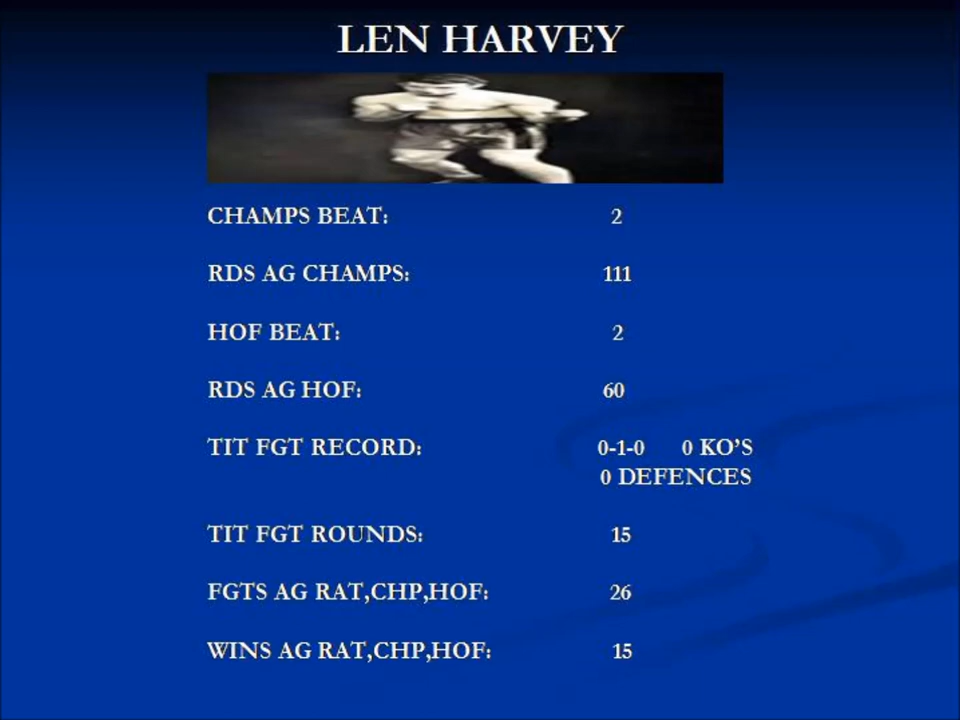 LEN HARVEY
CHAMPS BEAT: 2
RDS AG CHAMPS: 111
HOF BEAT: 2
RDS AG HOF: 60
TIT FGT RECORD: 0-1-0 0 KO’S
0 DEFENCES
TIT FGT ROUNDS: 15
FGTS AG RAT,CHP,HOF: 26
WINS AG RAT,CHP,HOF: 15